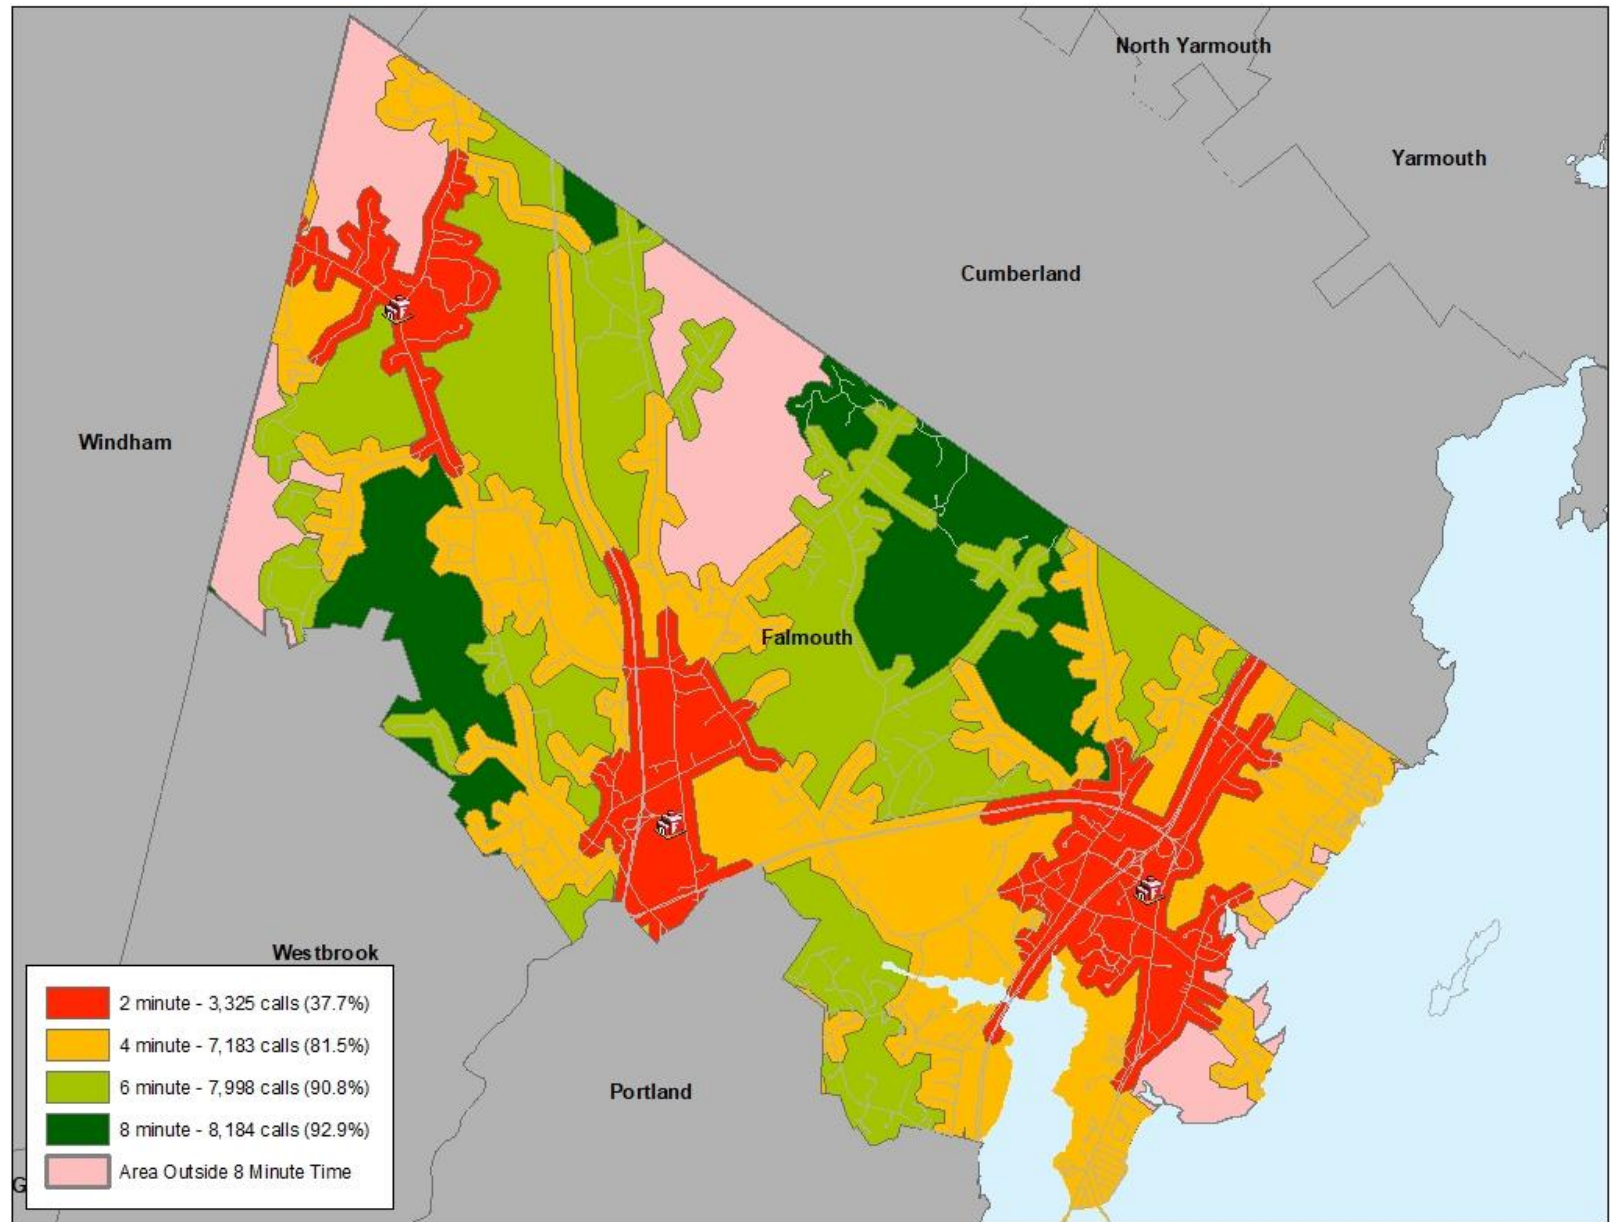 North Yarmouth
Yarmouth
Cumberland
Windham
Falmouth
Westbrook
2 minute - 3,325 calls (37.7%)
4 minute - 7,183 calls (81.5%)
6 minute - 7,998 calls (90.8%)
8 minute - 8,184 calls (92.9%)
Area Outside 8 Minute Time
Portland
G